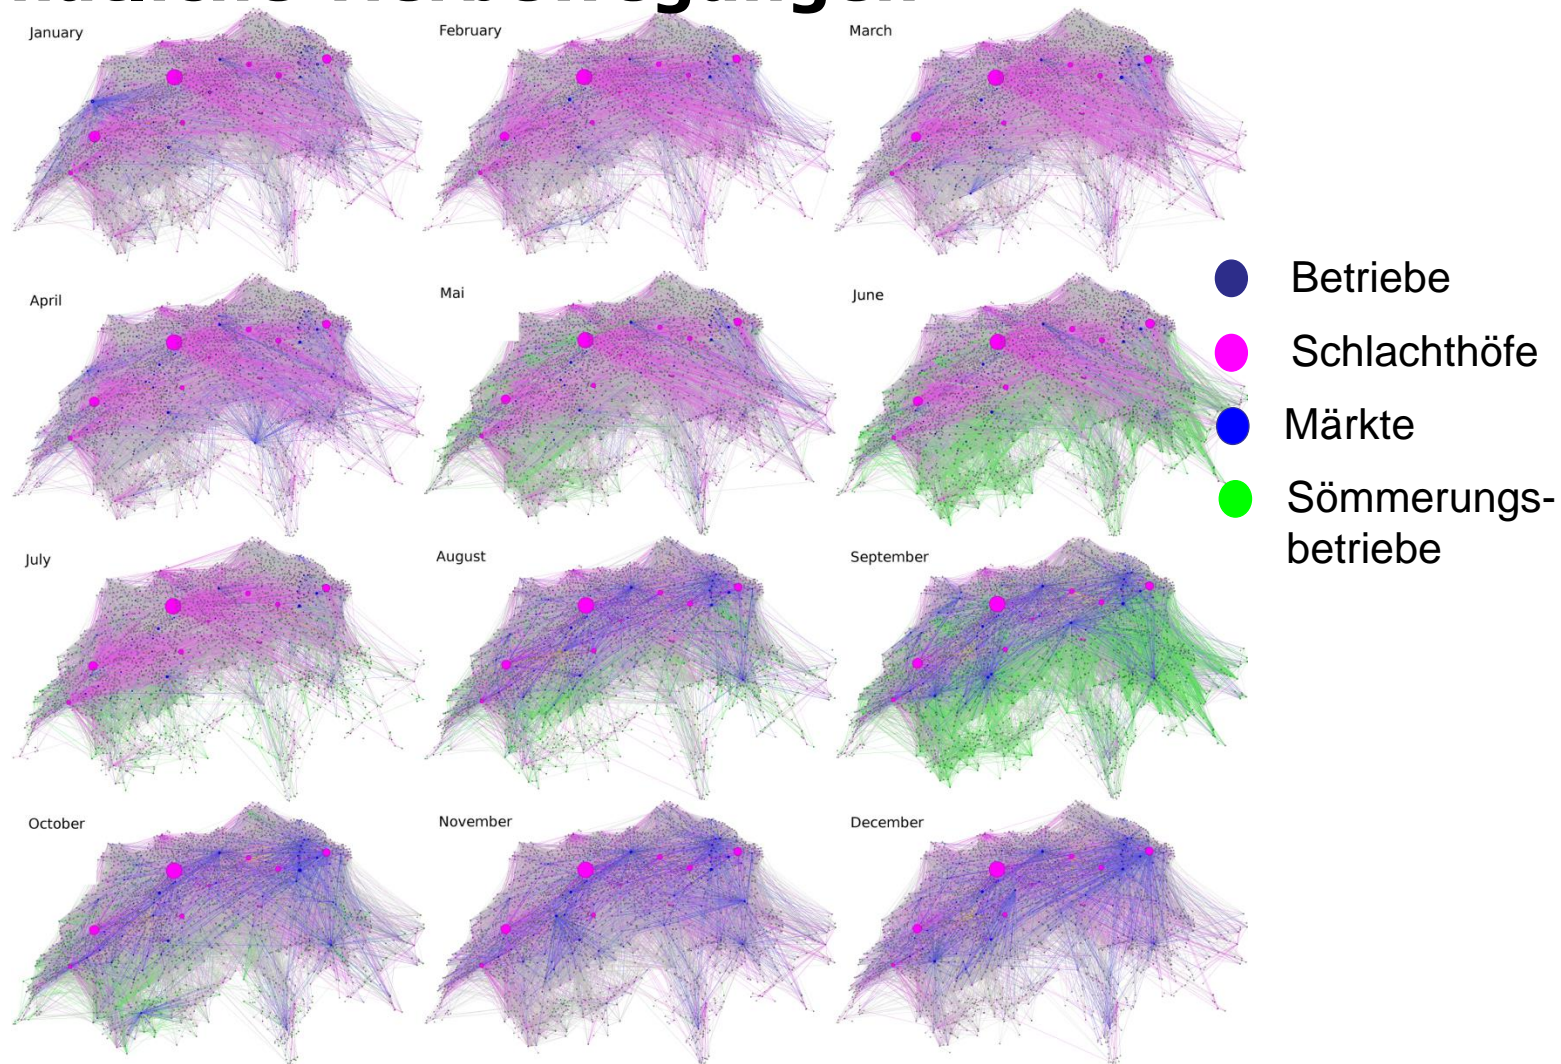 January
February
March
April
Mai
June
July
August
September
October
November
December
Betriebe
Schlachthöfe
Märkte
Sömmerungs-
betriebe